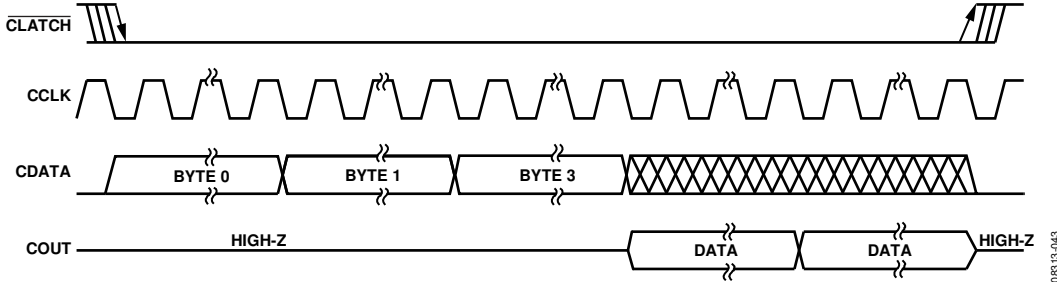 CLATCH
CCLK
CDATA
BYTE 0
BYTE 1
BYTE 3
COUT
HIGH-Z
DATA
DATA
HIGH-Z
08313-043